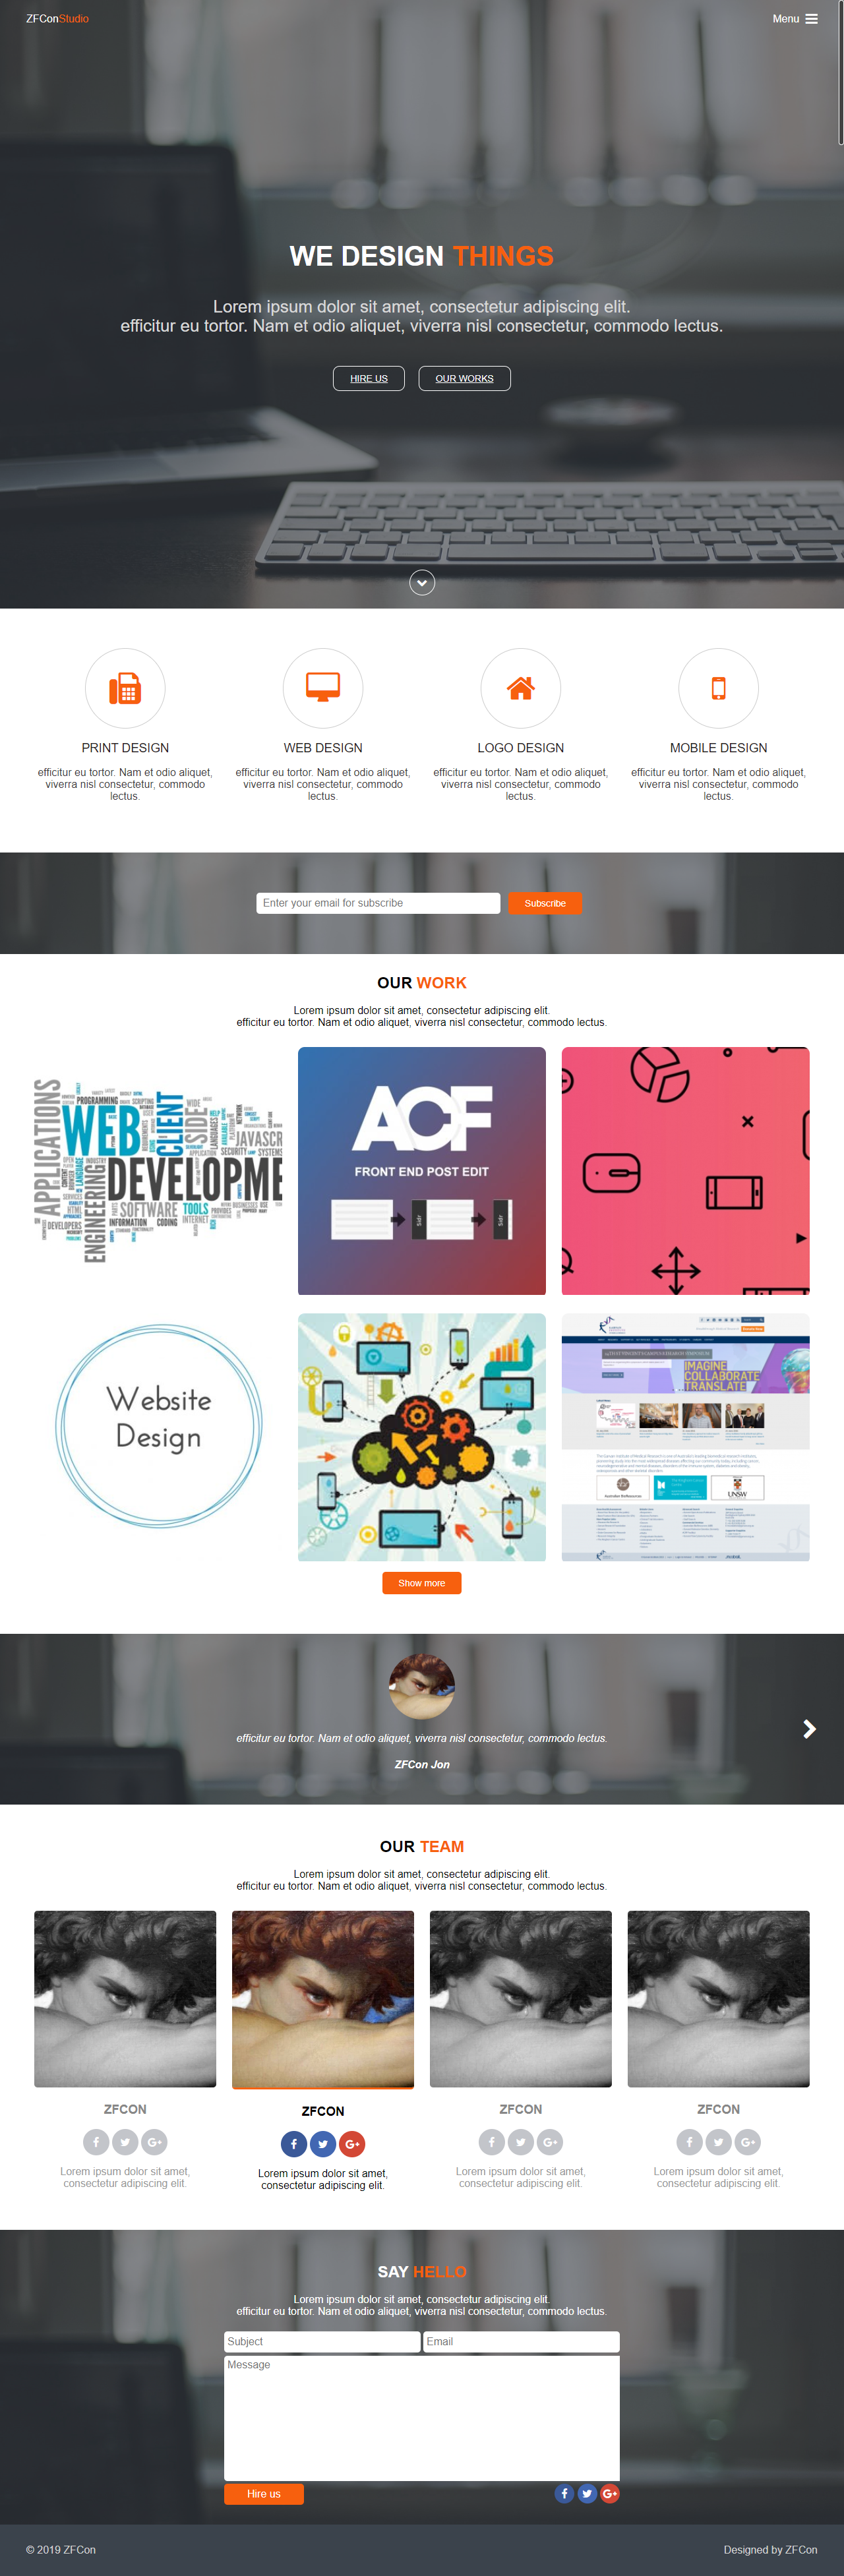 ZFConStudio
Menu
WE DESIGN THINGS
Lorem ipsum dolor sit amet, consectetur adipiscing elit.
efficitur eu tortor. Nam et odio aliquet, viverra nisl consectetur, commodo lectus.
HIRE US
OUR WORKS
PRINT DESIGN
efficitur eu tortor. Nam et odio aliquet,
viverra nisl consectetur, commodo
lectus.
WEB DESIGN
efficitur eu tortor. Nam et odio aliquet,
viverra nisl consectetur, commodo
lectus.
LOGO DESIGN
efficitur eu tortor. Nam et odio aliquet,
viverra nisl consectetur, commodo
lectus.
MOBILE DESIGN
efficitur eu tortor. Nam et odio aliquet,
viverra nisl consectetur, commodo
lectus.
Enter your email for subscribe
Subscribe
OUR WORK
Lorem ipsum dolor sit amet, consectetur adipiscing elit.
efficitur eu tortor. Nam et odio aliquet, viverra nisl consectetur, commodo lectus.
APPLICATIONS
PROGRAMMING
WEB
CLIENT
SIDE
WIDE
JAVASCR
SECURITY
SYSTEMS
ENGINEERING
DEVELOPME
SOFTWARE
TOOLS
INFORMATION
CODING
INTERNET
DEVELOPERS
ACF
FRONT END POST EDIT
Sidr
Sidr
Website
Design
IMAGINE
COLLABORATE
TRANSLATE
UNSW
Show more
efficitur eu tortor. Nam et odio aliquet, viverra nisl consectetur, commodo lectus.
ZFCon Jon
OUR TEAM
Lorem ipsum dolor sit amet, consectetur adipiscing elit.
efficitur eu tortor. Nam et odio aliquet, viverra nisl consectetur, commodo lectus.
ZFCON
Lorem ipsum dolor sit amet,
consectetur adipiscing elit.
ZFCON
Lorem ipsum dolor sit amet,
consectetur adipiscing elit.
ZFCON
Lorem ipsum dolor sit amet,
consectetur adipiscing elit.
ZFCON
Lorem ipsum dolor sit amet,
consectetur adipiscing elit.
SAY HELLO
Lorem ipsum dolor sit amet, consectetur adipiscing elit.
efficitur eu tortor. Nam et odio aliquet, viverra nisl consectetur, commodo lectus.
Subject
Email
Message
Hire us
© 2019 ZFCon
Designed by ZFCon